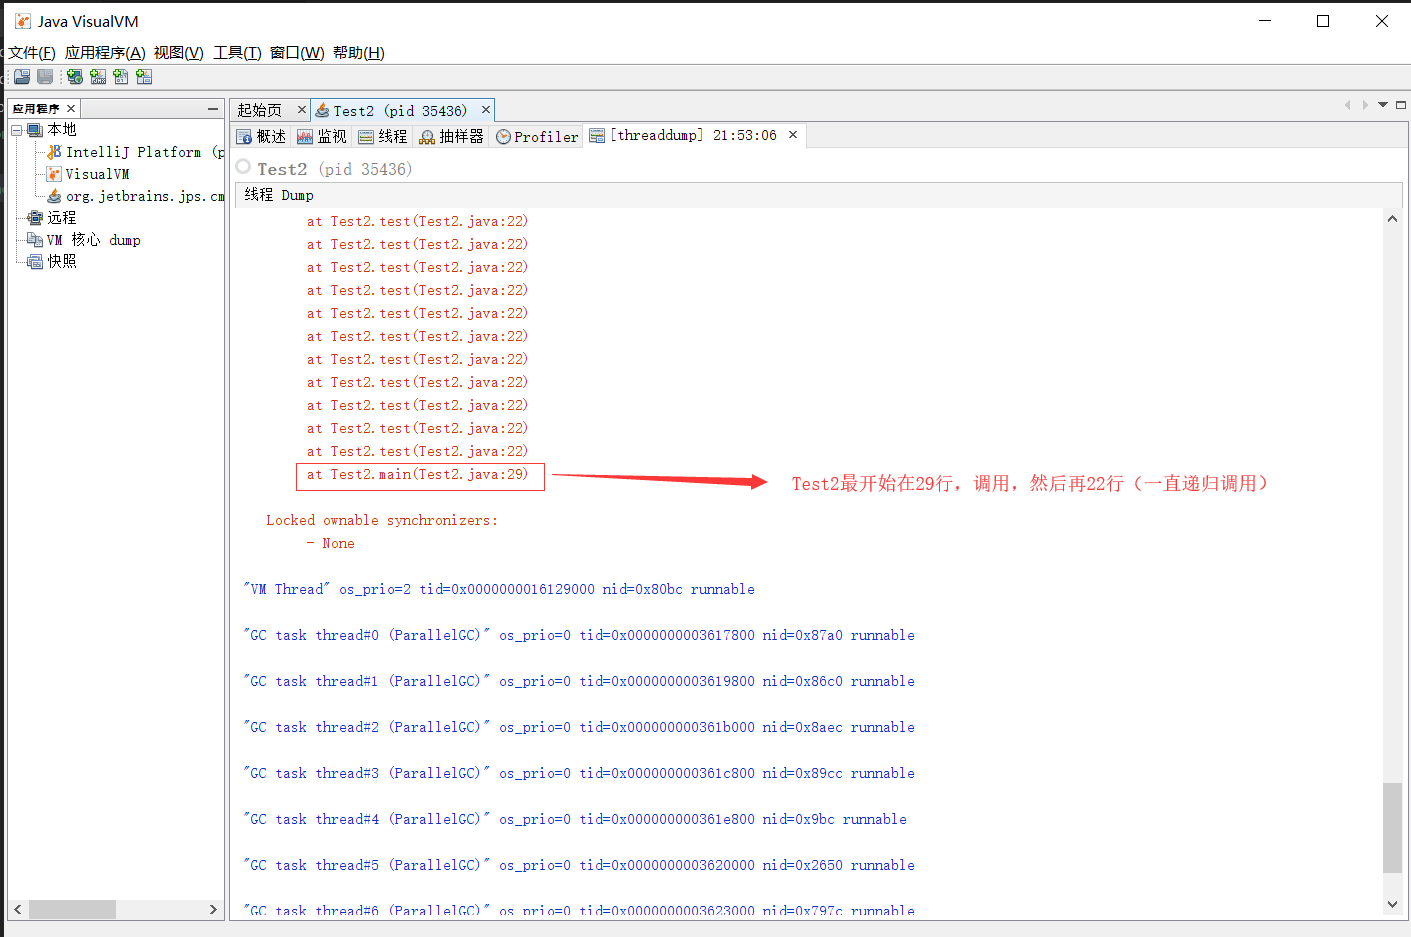 Java VisualVM
文件(F) 应用程序(A) 视图(V) 工具(T) 窗口(W) 帮助(H)
应用程序
本地
IntelliJ Platform (p
VisualVM
org.jetbrains.jps.cm
远程
VM 核心 dump
快照
起始页 Test2 (pid 35436)
概述 监视 线程 抽样器 Profiler [threaddump] 21:53:06
Test2 (pid 35436)
线程 Dump
at Test2.test(Test2.java:22)
at Test2.test(Test2.java:22)
at Test2.test(Test2.java:22)
at Test2.test(Test2.java:22)
at Test2.test(Test2.java:22)
at Test2.test(Test2.java:22)
at Test2.test(Test2.java:22)
at Test2.test(Test2.java:22)
at Test2.test(Test2.java:22)
at Test2.test(Test2.java:22)
at Test2.test(Test2.java:22)
at Test2.main(Test2.java:29)
Test2最开始在29行，调用，然后再22行（一直递归调用）
Locked ownable synchronizers:
- None
"VM Thread" os_prio=2 tid=0x0000000016129000 nid=0x80bc runnable
"GC task thread#0 (ParallelGC)" os_prio=0 tid=0x0000000003617800 nid=0x87a0 runnable
"GC task thread#1 (ParallelGC)" os_prio=0 tid=0x0000000003619800 nid=0x86c0 runnable
"GC task thread#2 (ParallelGC)" os_prio=0 tid=0x000000000361b000 nid=0x8aec runnable
"GC task thread#3 (ParallelGC)" os_prio=0 tid=0x000000000361c800 nid=0x89cc runnable
"GC task thread#4 (ParallelGC)" os_prio=0 tid=0x000000000361e800 nid=0x9bc runnable
"GC task thread#5 (ParallelGC)" os_prio=0 tid=0x0000000003620000 nid=0x2650 runnable
"GC task thread#6 (ParallelGC)" os_prio=0 tid=0x0000000003623000 nid=0x797c runnable